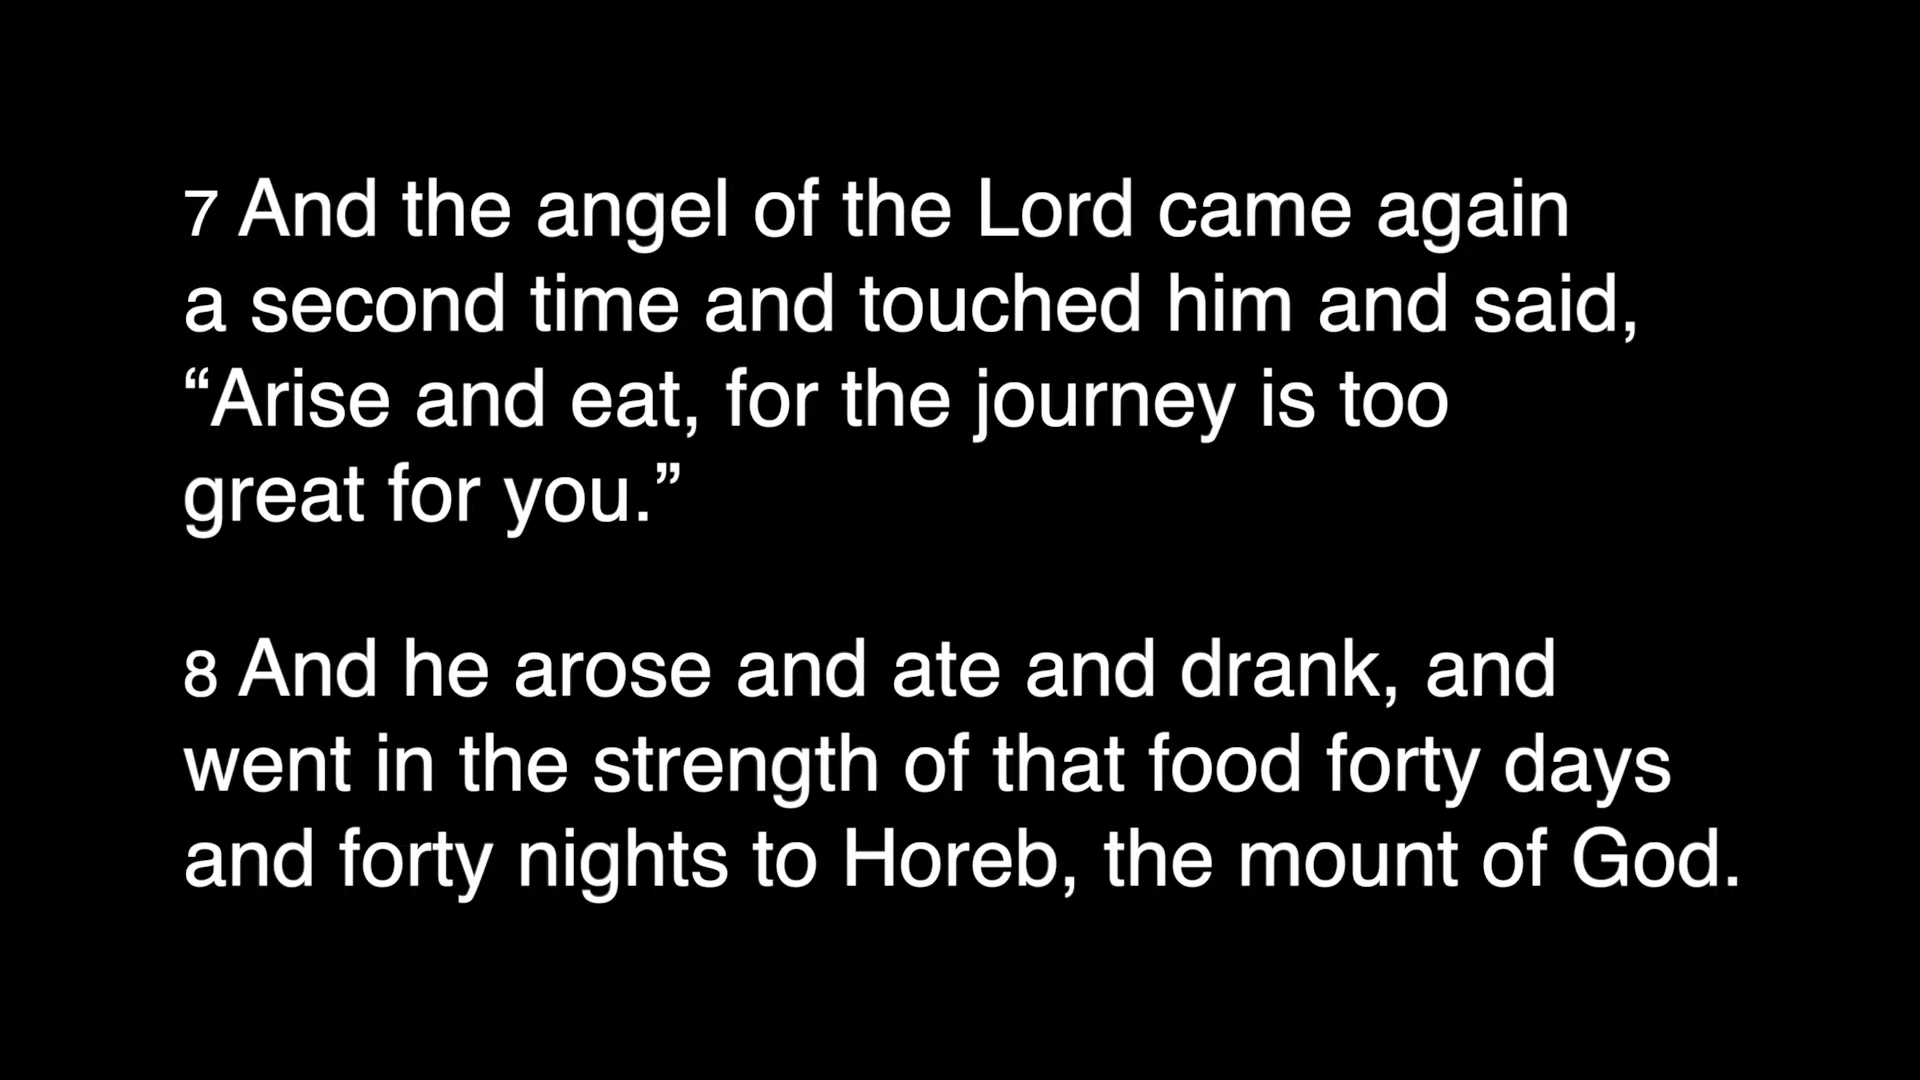 7 And the angel of the Lord came again
a second time and touched him and said,
“Arise and eat, for the journey is too
great for you.”
8 And he arose and ate and drank, and
went in the strength of that food forty days
and forty nights to Horeb, the mount of God.